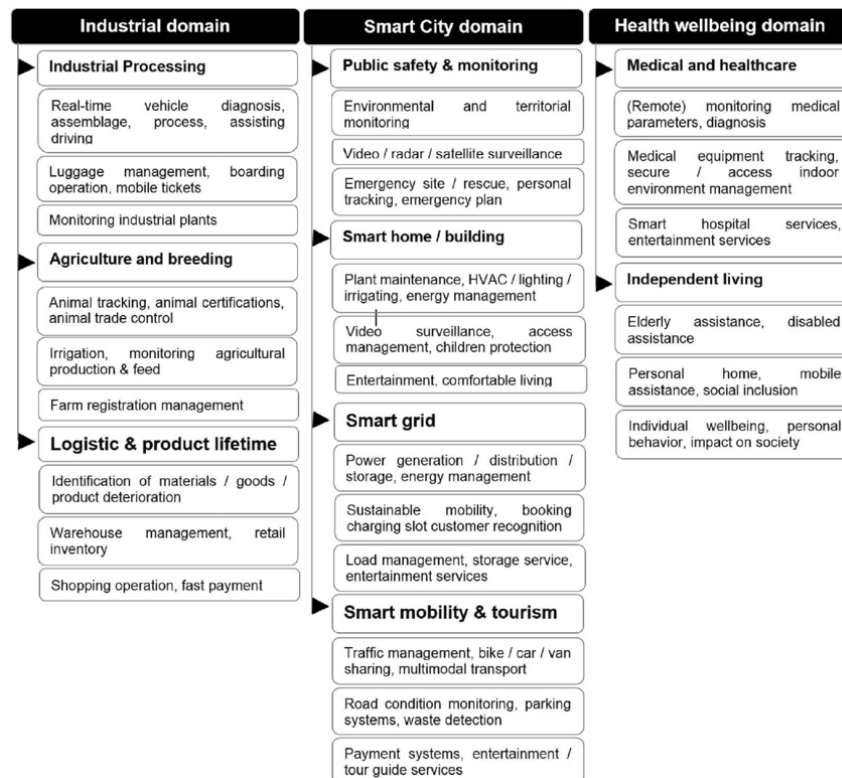 Industrial domain
Industrial Processing
Real-time vehicle diagnosis,
assemblage, process, assisting
driving
Luggage management, boarding
operation, mobile tickets
Monitoring industrial plants
Agriculture and breeding
Animal tracking, animal certifications,
animal trade control
Irrigation, monitoring agricultural
production & feed
Farm registration management
Logistic & product lifetime
Identification of materials / goods /
product deterioration
Warehouse management, retail
inventory
Shopping operation, fast payment
Smart City domain
Public safety & monitoring
Environmental and territorial
monitoring
Video / radar / satellite surveillance
Emergency site / rescue, personal
tracking, emergency plan
Smart home / building
Plant maintenance, HVAC / lighting /
irrigating, energy management
Video surveillance, access
management, children protection
Entertainment, comfortable living
Smart grid
Power generation / distribution /
storage, energy management
Sustainable mobility, booking
charging slot customer recognition
Load management, storage service,
entertainment services
Smart mobility & tourism
Traffic management, bike / car / van
sharing, multimodal transport
Road condition monitoring, parking
systems, waste detection
Payment systems, entertainment /
tour guide services
Health wellbeing domain
Medical and healthcare
(Remote) monitoring medical
parameters, diagnosis
Medical equipment tracking,
secure / access indoor
environment management
Smart hospital services,
entertainment services
Independent living
Elderly assistance, disabled
assistance
Personal home, mobile
assistance, social inclusion
Individual wellbeing, personal
behavior, impact on society